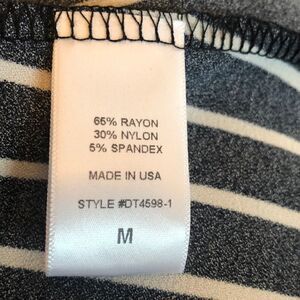 65% RAYON
30% NYLON
5% SPANDEX
MADE IN USA
STYLE #DT4598-1
M